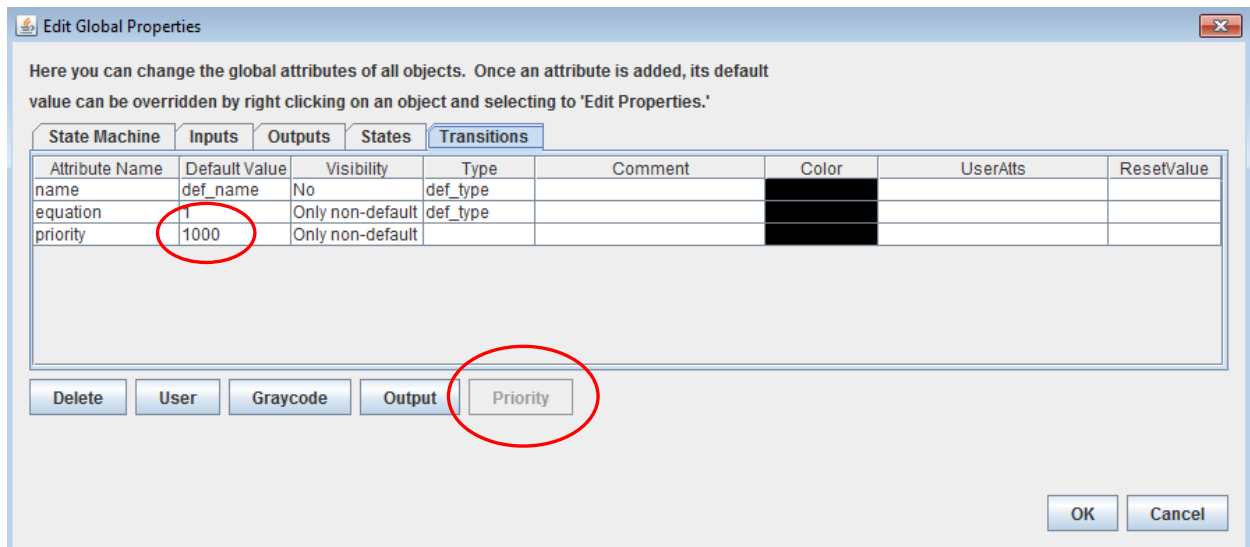 Edit Global Properties
Here you can change the global attributes of all objects. Once an attribute is added, its default
value can be overridden by right clicking on an object and selecting to 'Edit Properties.'
State Machine Inputs Outputs States Transitions
Attribute Name Default Value Visibility Type Comment Color UserAtts ResetValue
name def_name No def_type
equation 1 Only non-default def_type
priority 1000 Only non-default
Delete User Graycode Output Priority
OK Cancel